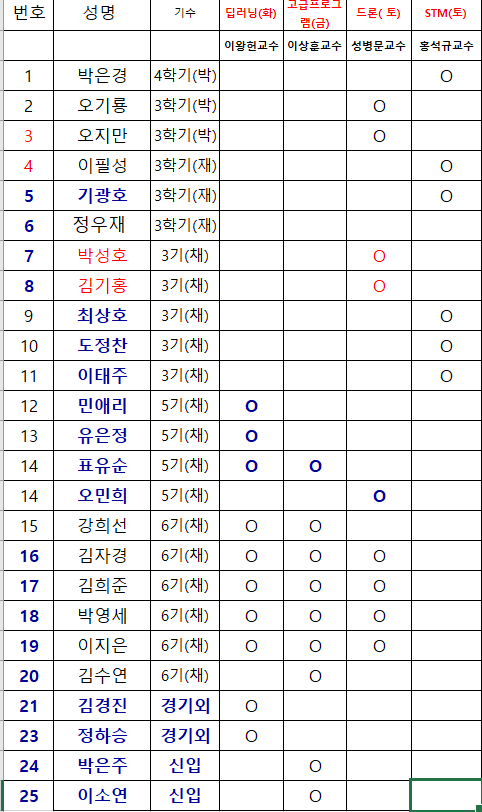 번호 성명 기수 딥러닝(화) 고급프로그램(금) 드론( 토) STM(토)
이왕헌교수 이상훈교수 성병문교수 홍석규교수
1 박은경 4학기(박) O
2 오기룡 3학기(박) O
3 오지만 3학기(박) O
4 이필성 3학기(재) O
5 기광호 3학기(재) O
6 정우재 3학기(재)
7 박성호 3기(채) O
8 김기홍 3기(채) O
9 최상호 3기(채) O
10 도정찬 3기(채) O
11 이태주 3기(채) O
12 민애리 5기(채) O
13 유은정 5기(채) O
14 표유순 5기(채) O O
14 오민희 5기(채) O
15 강희선 6기(채) O O
16 김자경 6기(채) O O O
17 김희준 6기(채) O O O
18 박영세 6기(채) O O O
19 이지은 6기(채) O O O
20 김수연 6기(채) O
21 김경진 경기외 O
23 정하승 경기외 O
24 박은주 신입 O
25 이소연 신입 O